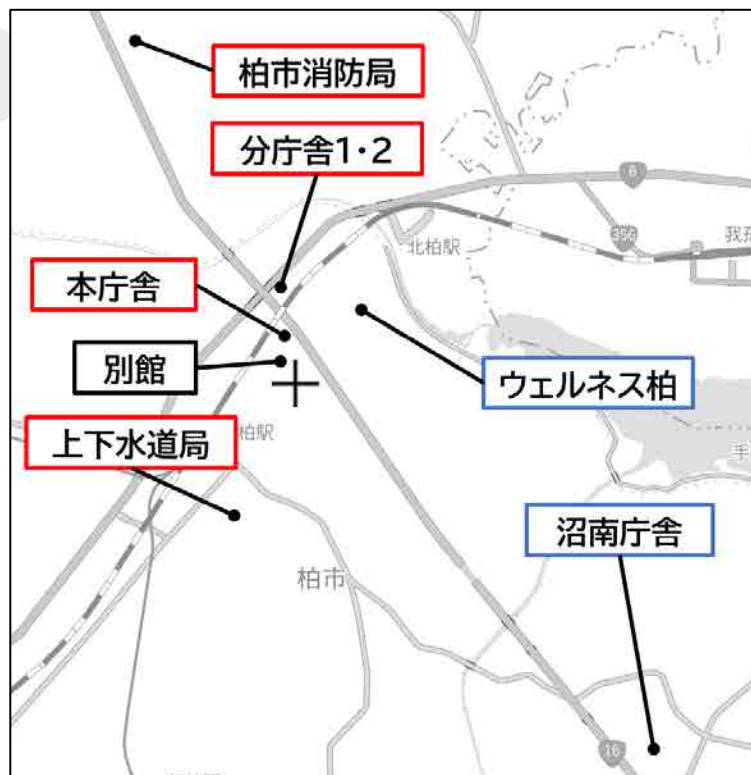 柏市消防局
分庁舎1・2
6
356
我孫
北柏駅
本庁舎
別館
ウェルネス柏
上下水道局
柏駅
手
沼南庁舎
柏市
16